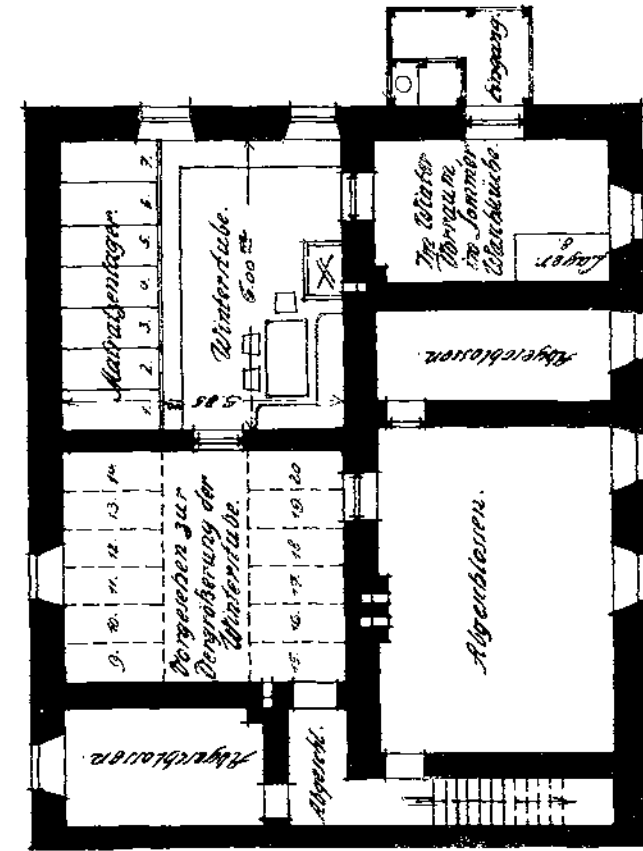 Eingang.
Im Winter
Vorraum,
im Sommer
Waschküche.
Lager
8.
Matratzenlager.
1. 2. 3. 4. 5. 6. 7.
Winterstube.
6.00 m
5.85
Abgeschlossen.
Vorgesehen zur
Vergrößerung der
Winterstube.
9. 10. 11. 12. 13. 14.
15. 16. 17. 18 19. 20
Abgeschlossen.
Abgeschlossen.
Abgeschl.